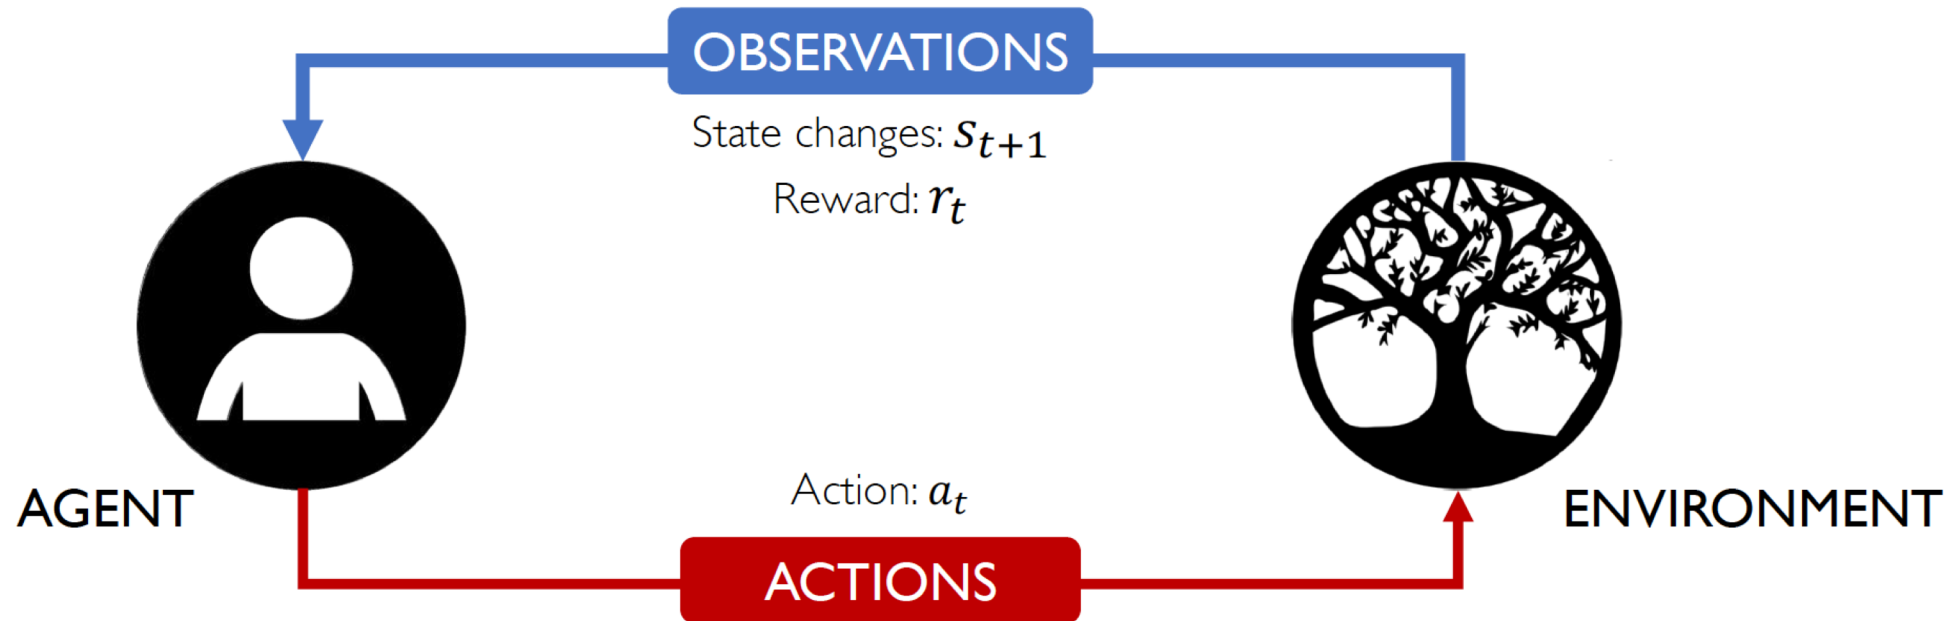 OBSERVATIONS
State changes: s_{t+1}
Reward: r_t
AGENT
ENVIRONMENT
Action: a_t
ACTIONS